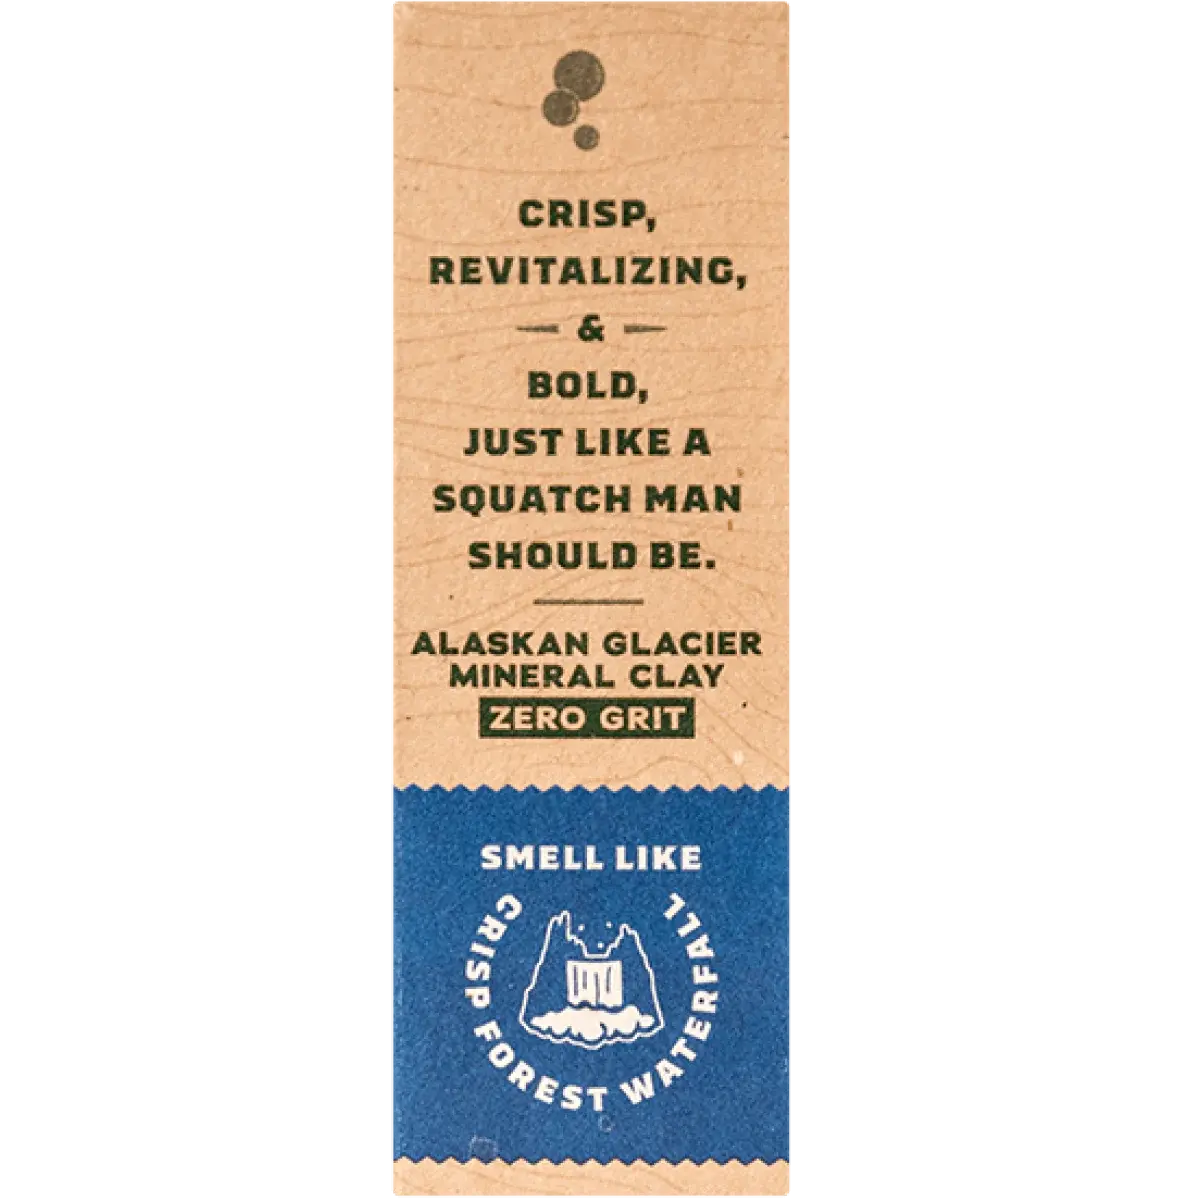 CRISP,
REVITALIZING,
&
BOLD,
JUST LIKE A
SQUATCH MAN
SHOULD BE.
ALASKAN GLACIER
MINERAL CLAY
ZERO GRIT
SMELL LIKE
CRISP FOREST WATERFALL